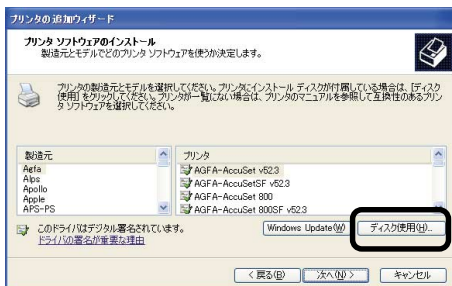 プリンタの追加ウィザード
プリンタ ソフトウェアのインストール
製造元とモデルでどのプリンタ ソフトウェアを使うか決定します。
プリンタの製造元とモデルを選択してください。プリンタにインストール ディスクが付属している場合は、[ディスク
使用] をクリックしてください。プリンタが一覧にない場合は、プリンタのマニュアルを参照して互換性のあるプリン
タ ソフトウェアを選択してください。
製造元
Agfa
Alps
Apollo
Apple
APS-PS
プリンタ
AGFA-AccuSet v52.3
AGFA-AccuSetSF v52.3
AGFA-AccuSet 800
AGFA-AccuSet 800SF v52.3
このドライバはデジタル署名されています。
ドライバの署名が重要な理由
Windows Update(W)
ディスク使用(H)...
< 戻る(B)
次へ(N) >
キャンセル